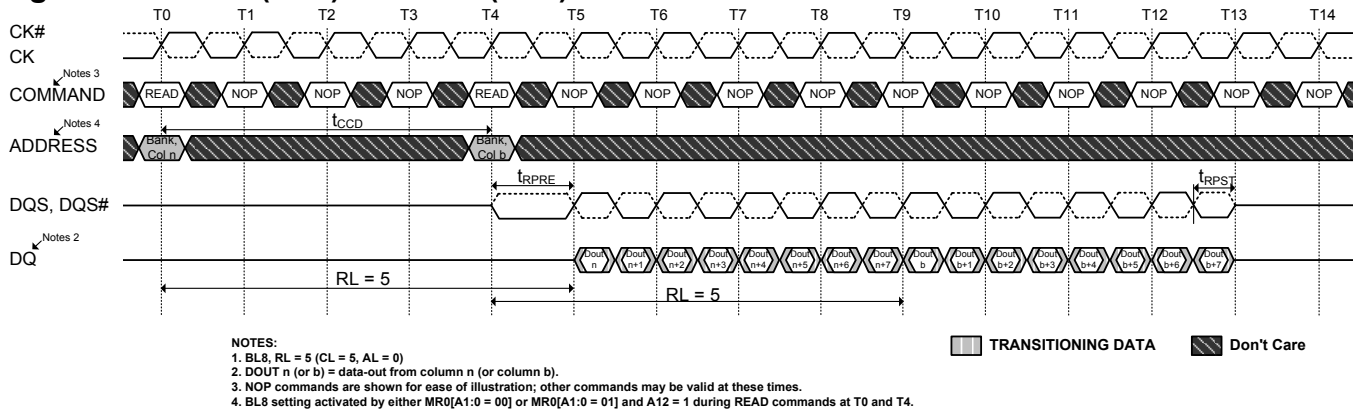 T0 T1 T2 T3 T4 T5 T6 T7 T8 T9 T10 T11 T12 T13 T14
CK#
CK
Notes 3
COMMAND READ NOP NOP NOP READ NOP NOP NOP NOP NOP NOP NOP NOP NOP NOP
Notes 4
tCCD
ADDRESS Bank, Col n Bank, Col b
tRPRE tRPST
DQS, DQS#
Notes 2
DQ Dout n Dout n+1 Dout n+2 Dout n+3 Dout n+4 Dout n+5 Dout n+6 Dout n+7 Dout b Dout b+1 Dout b+2 Dout b+3 Dout b+4 Dout b+5 Dout b+6 Dout b+7
RL = 5
RL = 5
NOTES:
1. BL8, RL = 5 (CL = 5, AL = 0)
2. DOUT n (or b) = data-out from column n (or column b).
3. NOP commands are shown for ease of illustration; other commands may be valid at these times.
4. BL8 setting activated by either MR0[A1:0 = 00] or MR0[A1:0 = 01] and A12 = 1 during READ commands at T0 and T4.
TRANSITIONING DATA
Don't Care